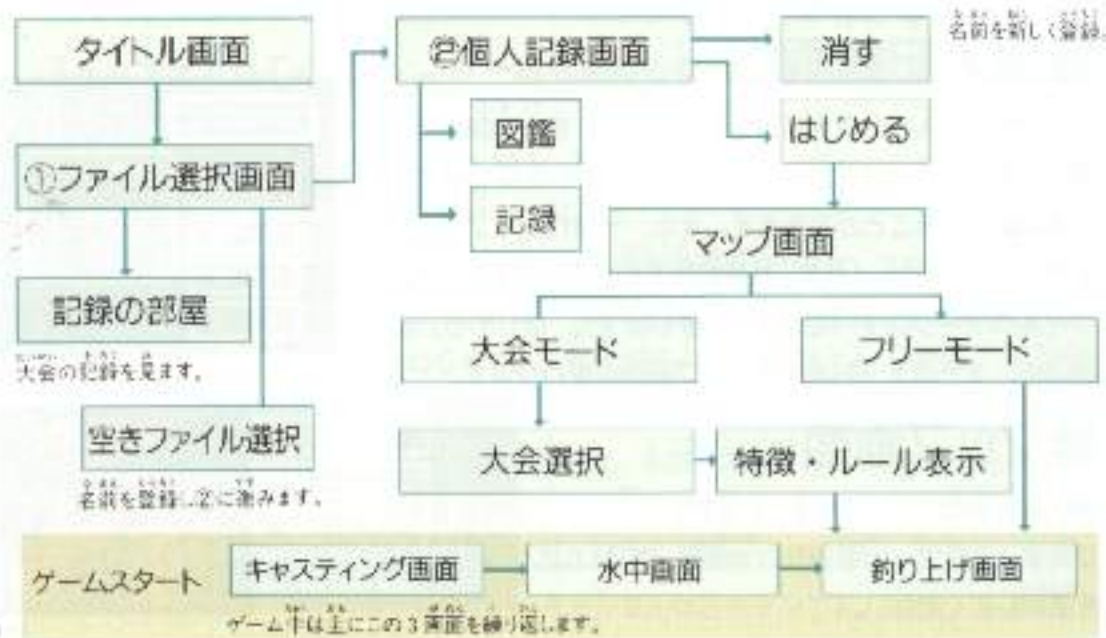 タイトル画面
①ファイル選択画面
記録の部屋
大会の記録を見ます。
空きファイル選択
名前を登録し②に進みます。
②個人記録画面
図鑑
記録
消す
名前を新しく登録。
はじめる
マップ画面
大会モード
フリーモード
大会選択
特徴・ルール表示
ゲームスタート
キャスティング画面
水中画面
釣り上げ画面
ゲーム中は主にこの3画面を繰り返します。